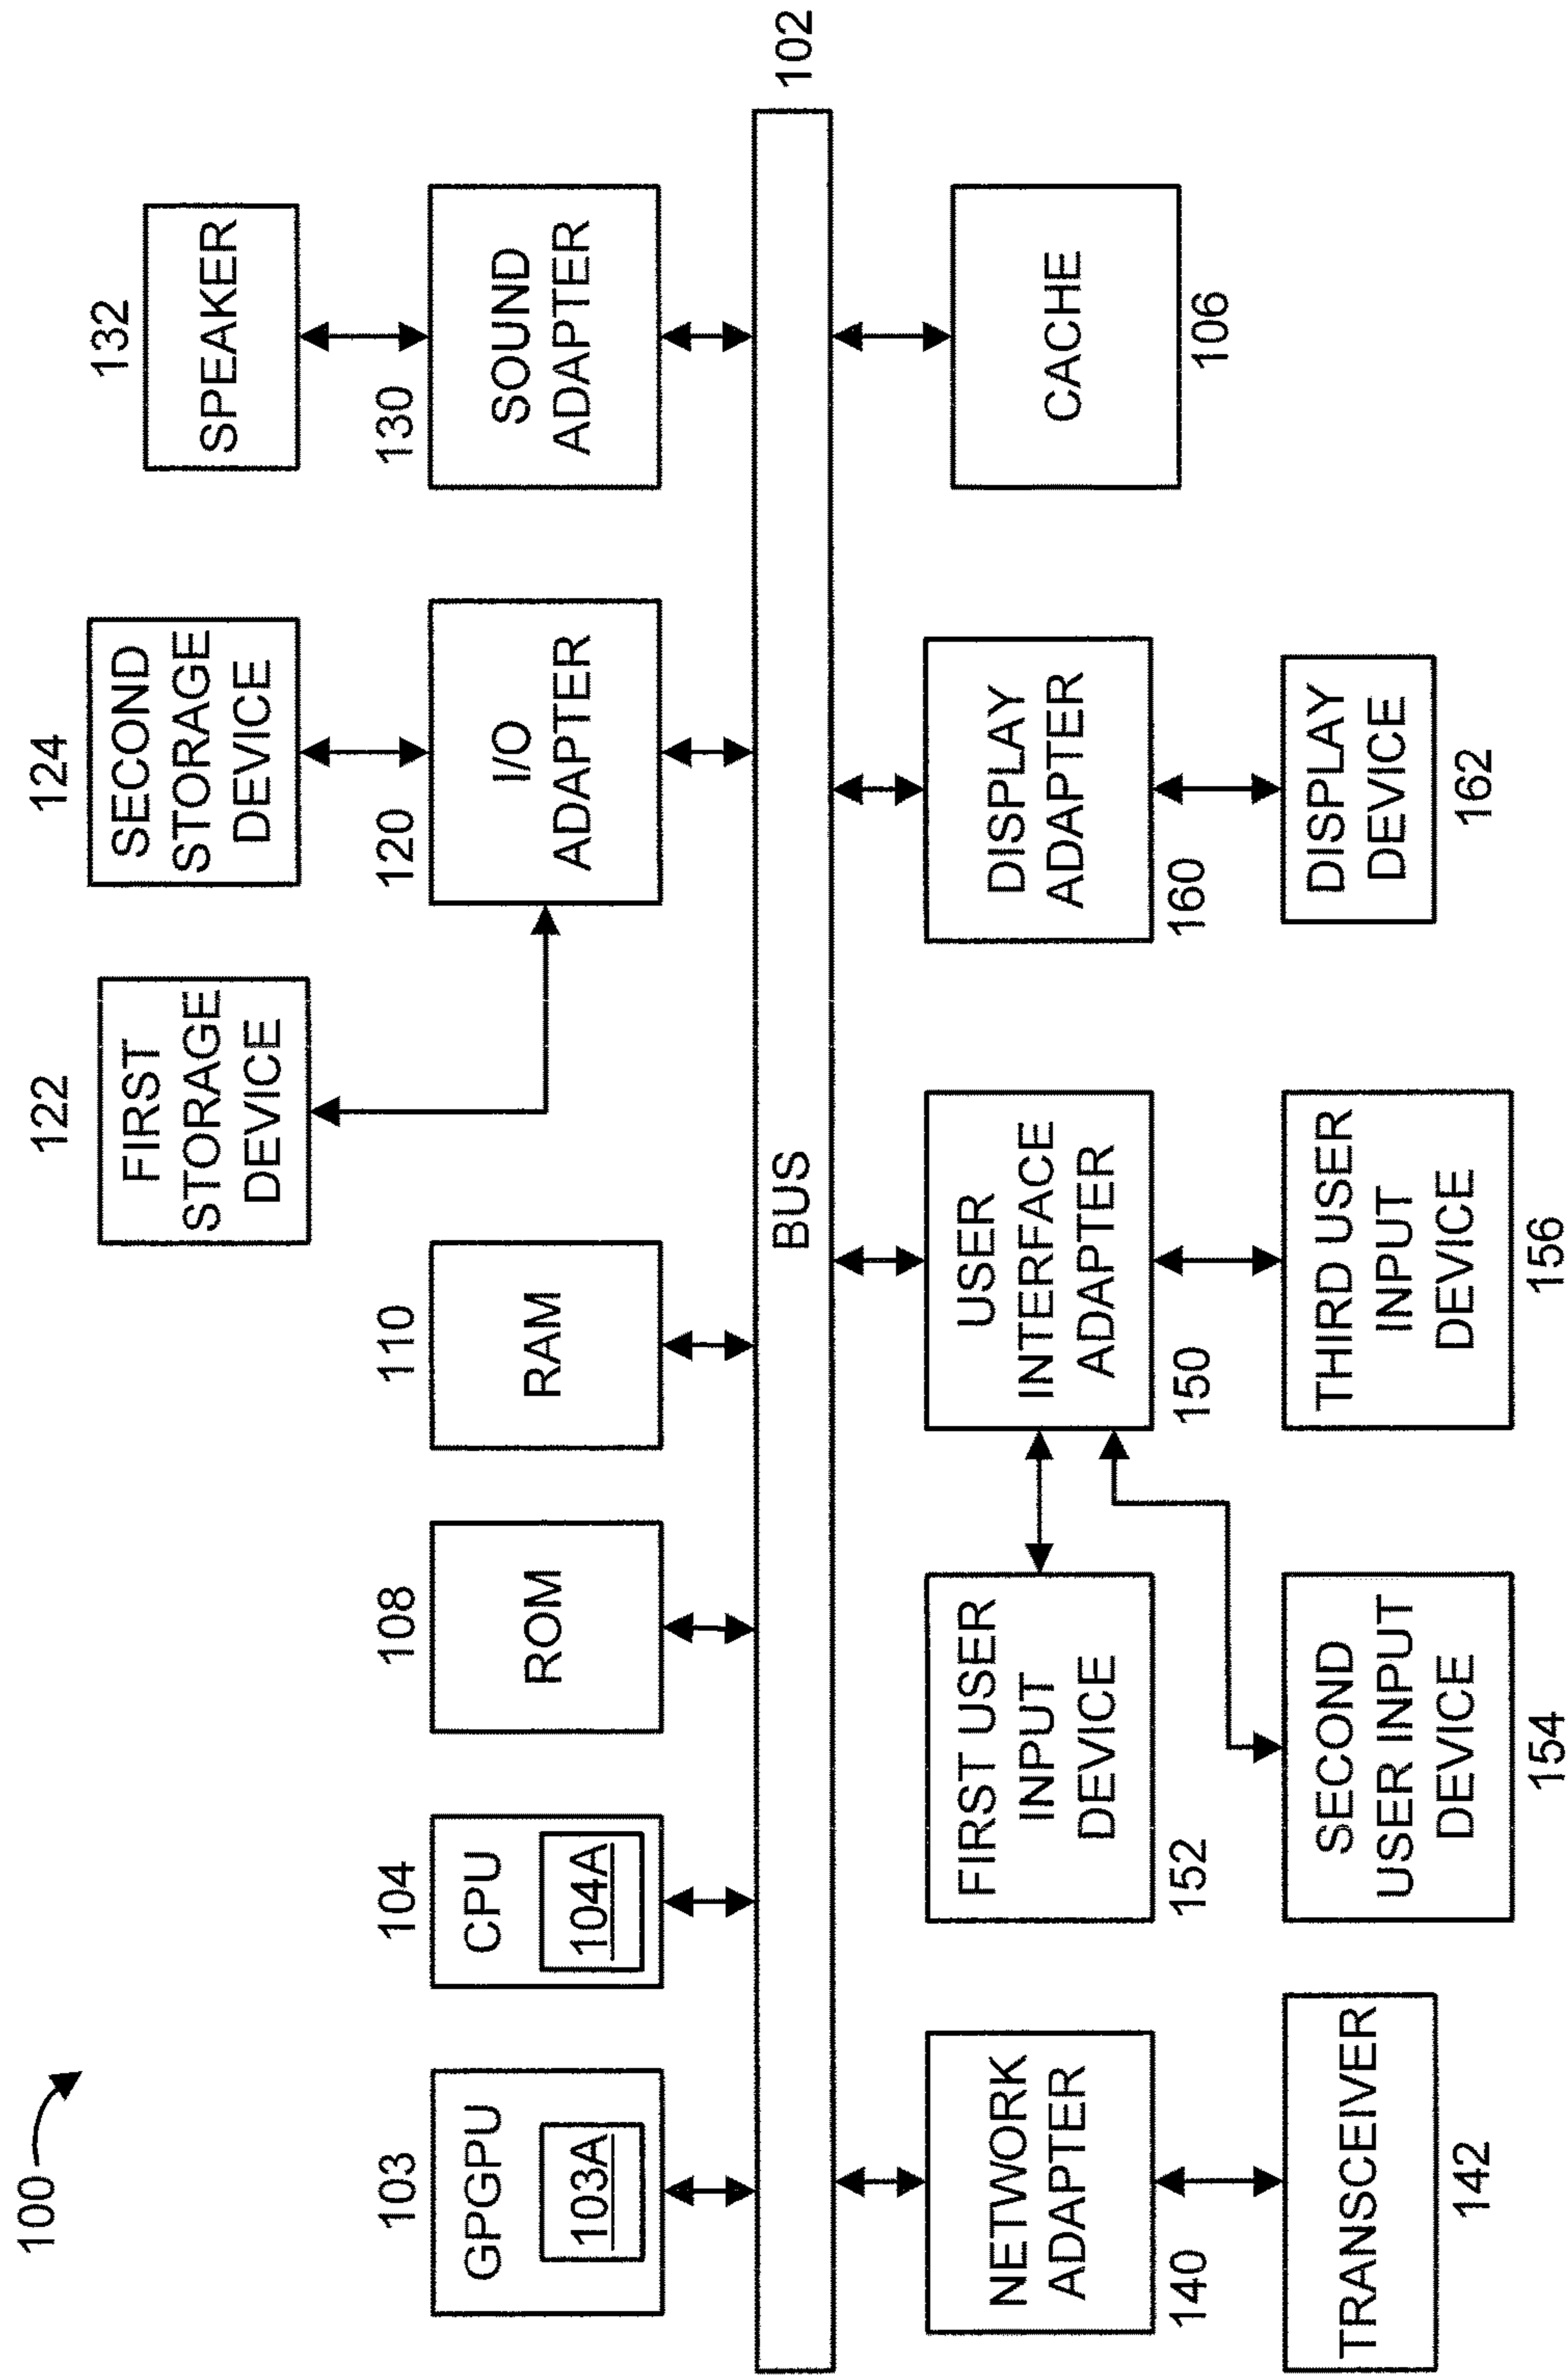 100
122
FIRST
STORAGE
DEVICE
124
SECOND
STORAGE
DEVICE
132
SPEAKER
103
GPGPU
103A
104
CPU
104A
108
ROM
110
RAM
120
I/O
ADAPTER
130
SOUND
ADAPTER
BUS
102
NETWORK
ADAPTER
140
FIRST USER
INPUT
DEVICE
152
USER
INTERFACE
ADAPTER
150
DISPLAY
ADAPTER
160
CACHE
106
TRANSCEIVER
142
SECOND
USER INPUT
DEVICE
154
THIRD USER
INPUT
DEVICE
156
DISPLAY
DEVICE
162